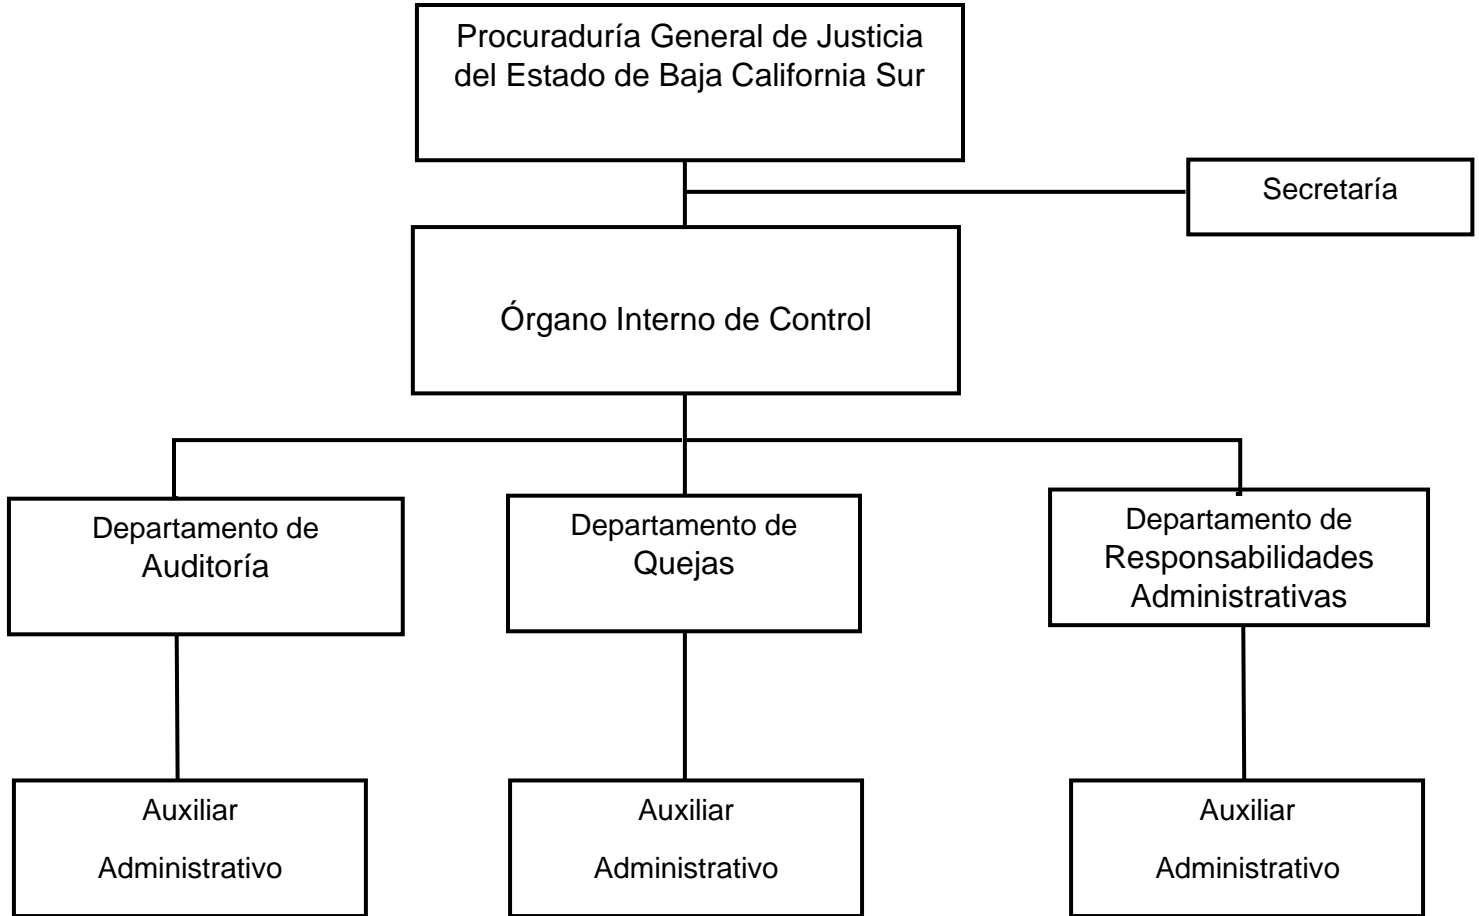 Procuraduría General de Justicia
del Estado de Baja California Sur
Secretaría
Órgano Interno de Control
Departamento de
Auditoría
Departamento de
Quejas
Departamento de
Responsabilidades
Administrativas
Auxiliar
Administrativo
Auxiliar
Administrativo
Auxiliar
Administrativo